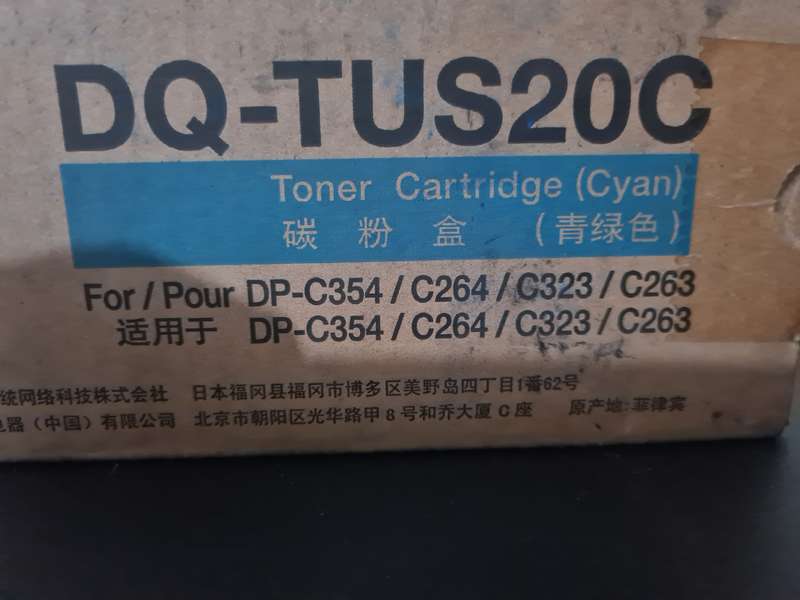 DQ-TUS20C
Toner Cartridge (Cyan)
碳 粉 盒 (青绿色)
For / Pour DP-C354 / C264 / C323 / C263
适用于 DP-C354 / C264 / C323 / C263
统网络科技株式会社 日本福冈县福冈市博多区美野岛四丁目1番62号
电器（中国）有限公司 北京市朝阳区光华路甲8号和乔大厦C座 原产地:菲律宾